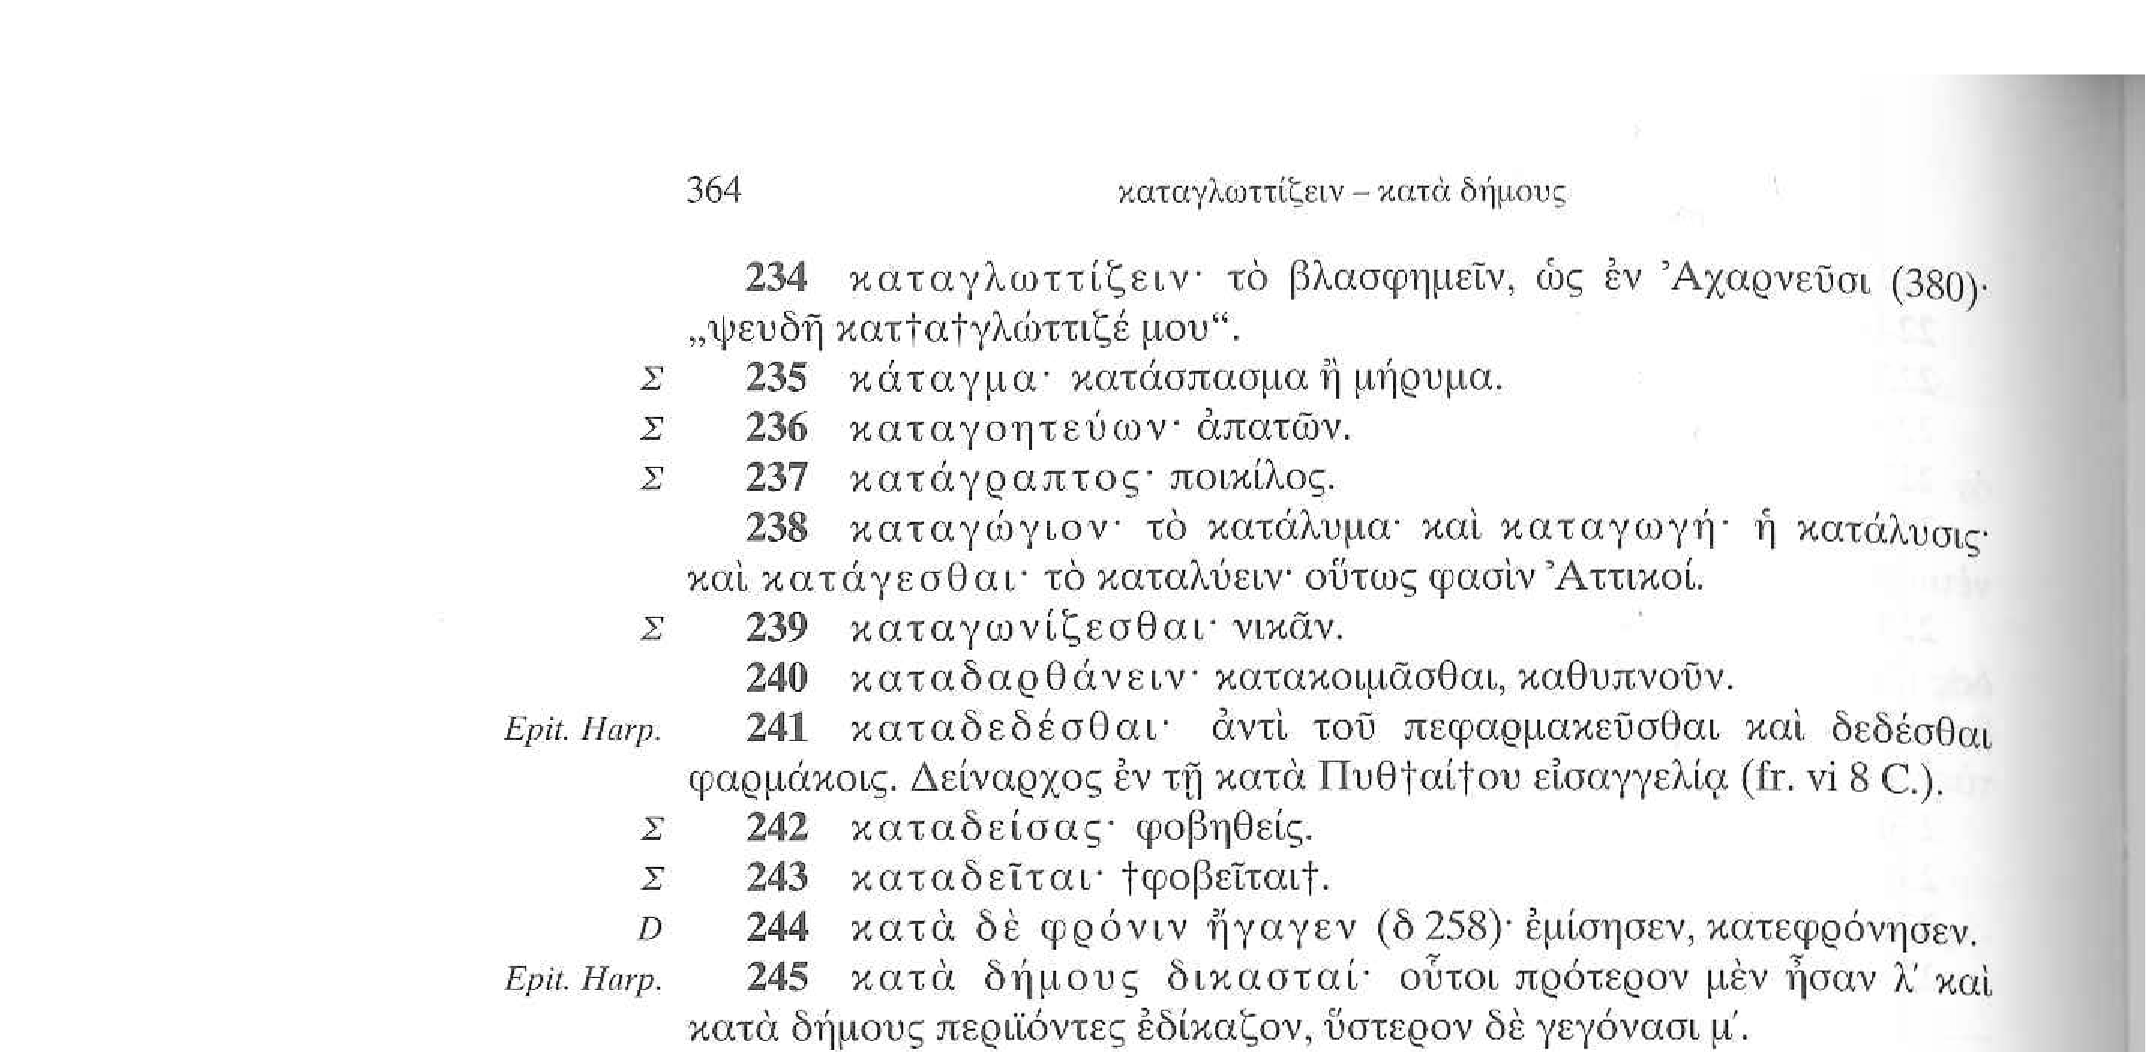 364 καταγλωττίζειν – κατὰ δήμους
234 καταγλωττίζειν· τὸ βλασφημεῖν, ὡς ἐν Ἀχαρνεῦσι (380)·
„ψευδῆ κατ†α†γλώττιζέ μου“.
Σ 235 κάταγμα· κατάσπασμα ἢ μήρυμα.
Σ 236 καταγοητεύων· ἀπατῶν.
Σ 237 κατάγραπτος· ποικίλος.
238 καταγώγιον· τὸ κατάλυμα· καὶ καταγωγή· ἡ κατάλυσις·
καὶ κατάγεσθαι· τὸ καταλύειν· οὕτως φασὶν Ἀττικοί.
Σ 239 καταγωνίζεσθαι· νικᾶν.
240 καταδαρθάνειν· κατακοιμᾶσθαι, καθυπνοῦν.
Epit. Harp. 241 καταδεδέσθαι· ἀντὶ τοῦ πεφαρμακεῦσθαι καὶ δεδέσθαι
φαρμάκοις. Δείναρχος ἐν τῇ κατὰ Πυθ†αί†ου εἰσαγγελίᾳ (fr. vi 8 C.).
Σ 242 καταδείσας· φοβηθείς.
Σ 243 καταδεῖται· †φοβεῖται†.
D 244 κατὰ δὲ φρόνιν ἤγαγεν (δ 258)· ἐμίσησεν, κατεφρόνησεν.
Epit. Harp. 245 κατὰ δήμους δικασταί· οὗτοι πρότερον μὲν ἦσαν λʹ καὶ
κατὰ δήμους περιϊόντες ἐδίκαζον, ὕστερον δὲ γεγόνασι μʹ.